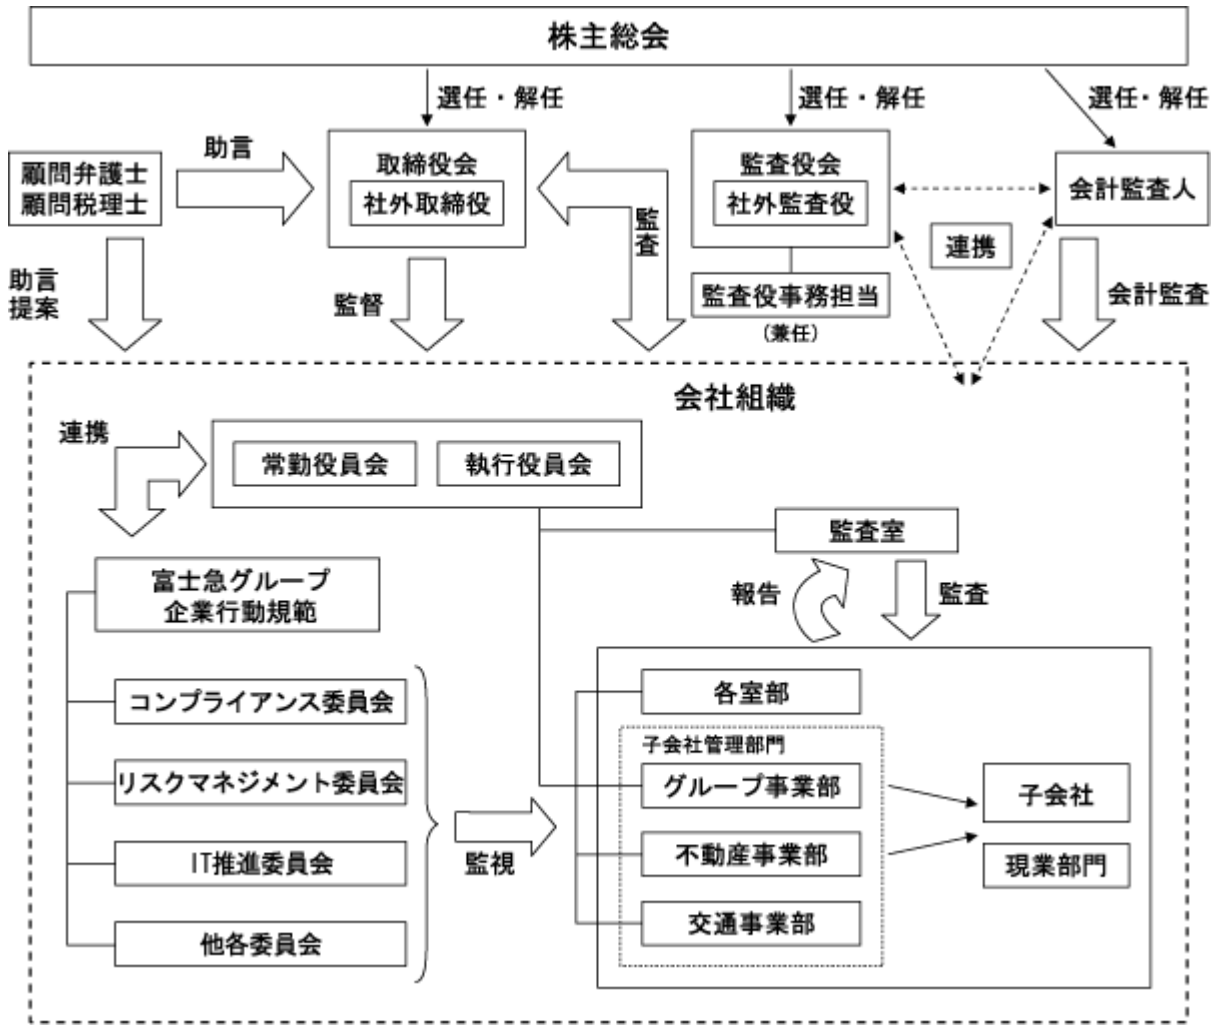 株主総会
選任・解任
選任・解任
選任・解任
助言
顧問弁護士
顧問税理士
取締役会
社外取締役
監査
監査役会
社外監査役
会計監査人
連携
助言
提案
監督
監査役事務担当
(兼任)
会計監査
会社組織
連携
常勤役員会
執行役員会
監査室
富士急グループ
企業行動規範
報告
監査
コンプライアンス委員会
リスクマネジメント委員会
IT推進委員会
他各委員会
監視
各室部
子会社管理部門
グループ事業部
不動産事業部
交通事業部
子会社
現業部門